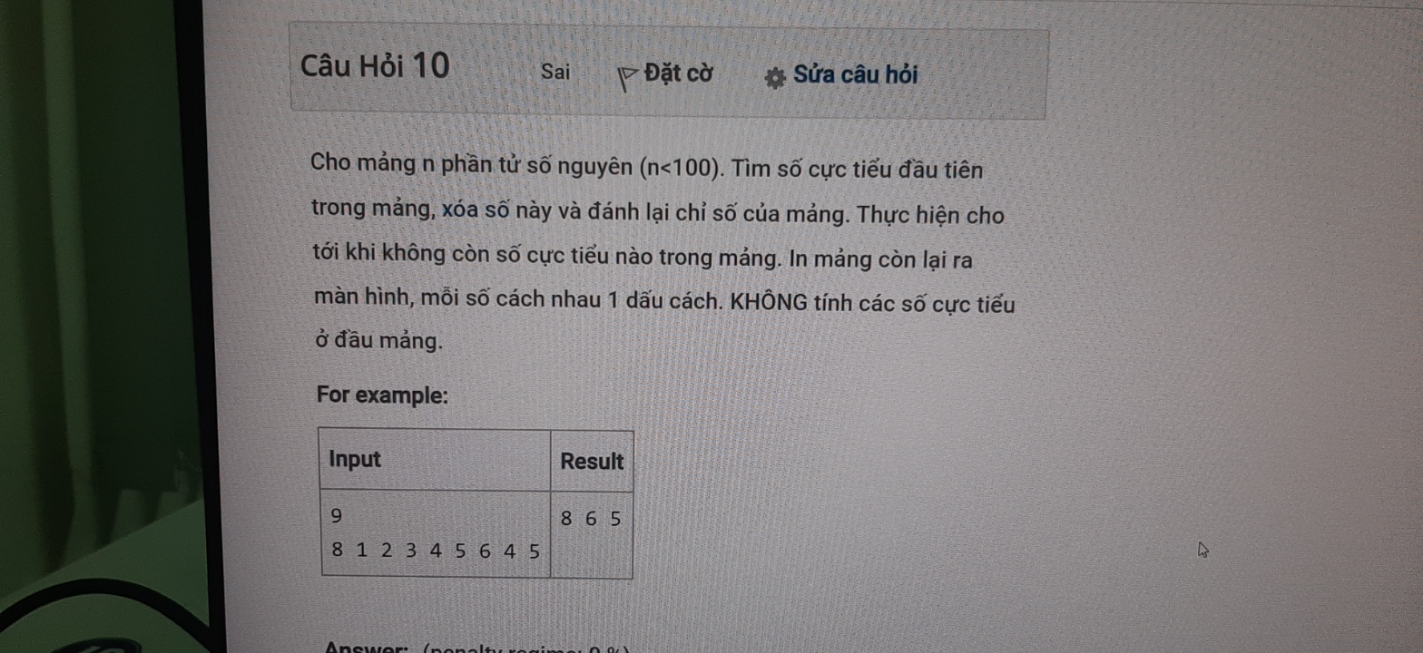 Câu Hỏi 10
Sai
Đặt cờ
Sửa câu hỏi
Cho mảng n phần tử số nguyên (n<100). Tìm số cực tiểu đầu tiên
trong mảng, xóa số này và đánh lại chỉ số của mảng. Thực hiện cho
tới khi không còn số cực tiểu nào trong mảng. In mảng còn lại ra
màn hình, mỗi số cách nhau 1 dấu cách. KHÔNG tính các số cực tiểu
ở đầu mảng.
For example:
Input Result
9 8 6 5
8 1 2 3 4 5 6 4 5
Answer: (penalty regime: 0 %)